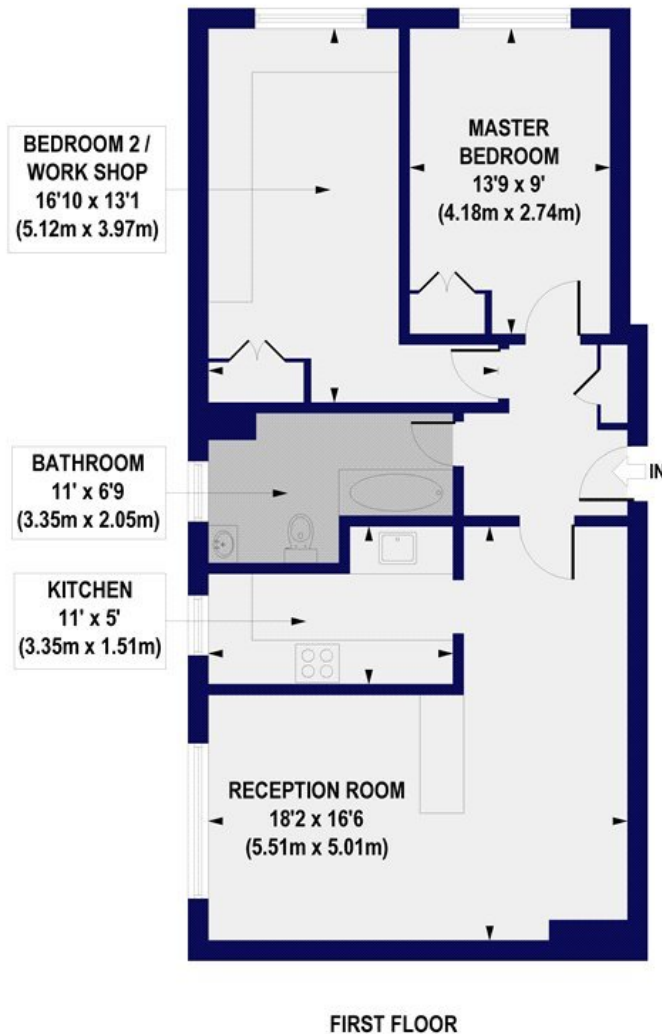 BEDROOM 2 /
WORK SHOP
16'10 x 13'1
(5.12m x 3.97m)
MASTER
BEDROOM
13'9 x 9'
(4.18m x 2.74m)
BATHROOM
11' x 6'9
(3.35m x 2.05m)
IN
KITCHEN
11' x 5'
(3.35m x 1.51m)
RECEPTION ROOM
18'2 x 16'6
(5.51m x 5.01m)
FIRST FLOOR